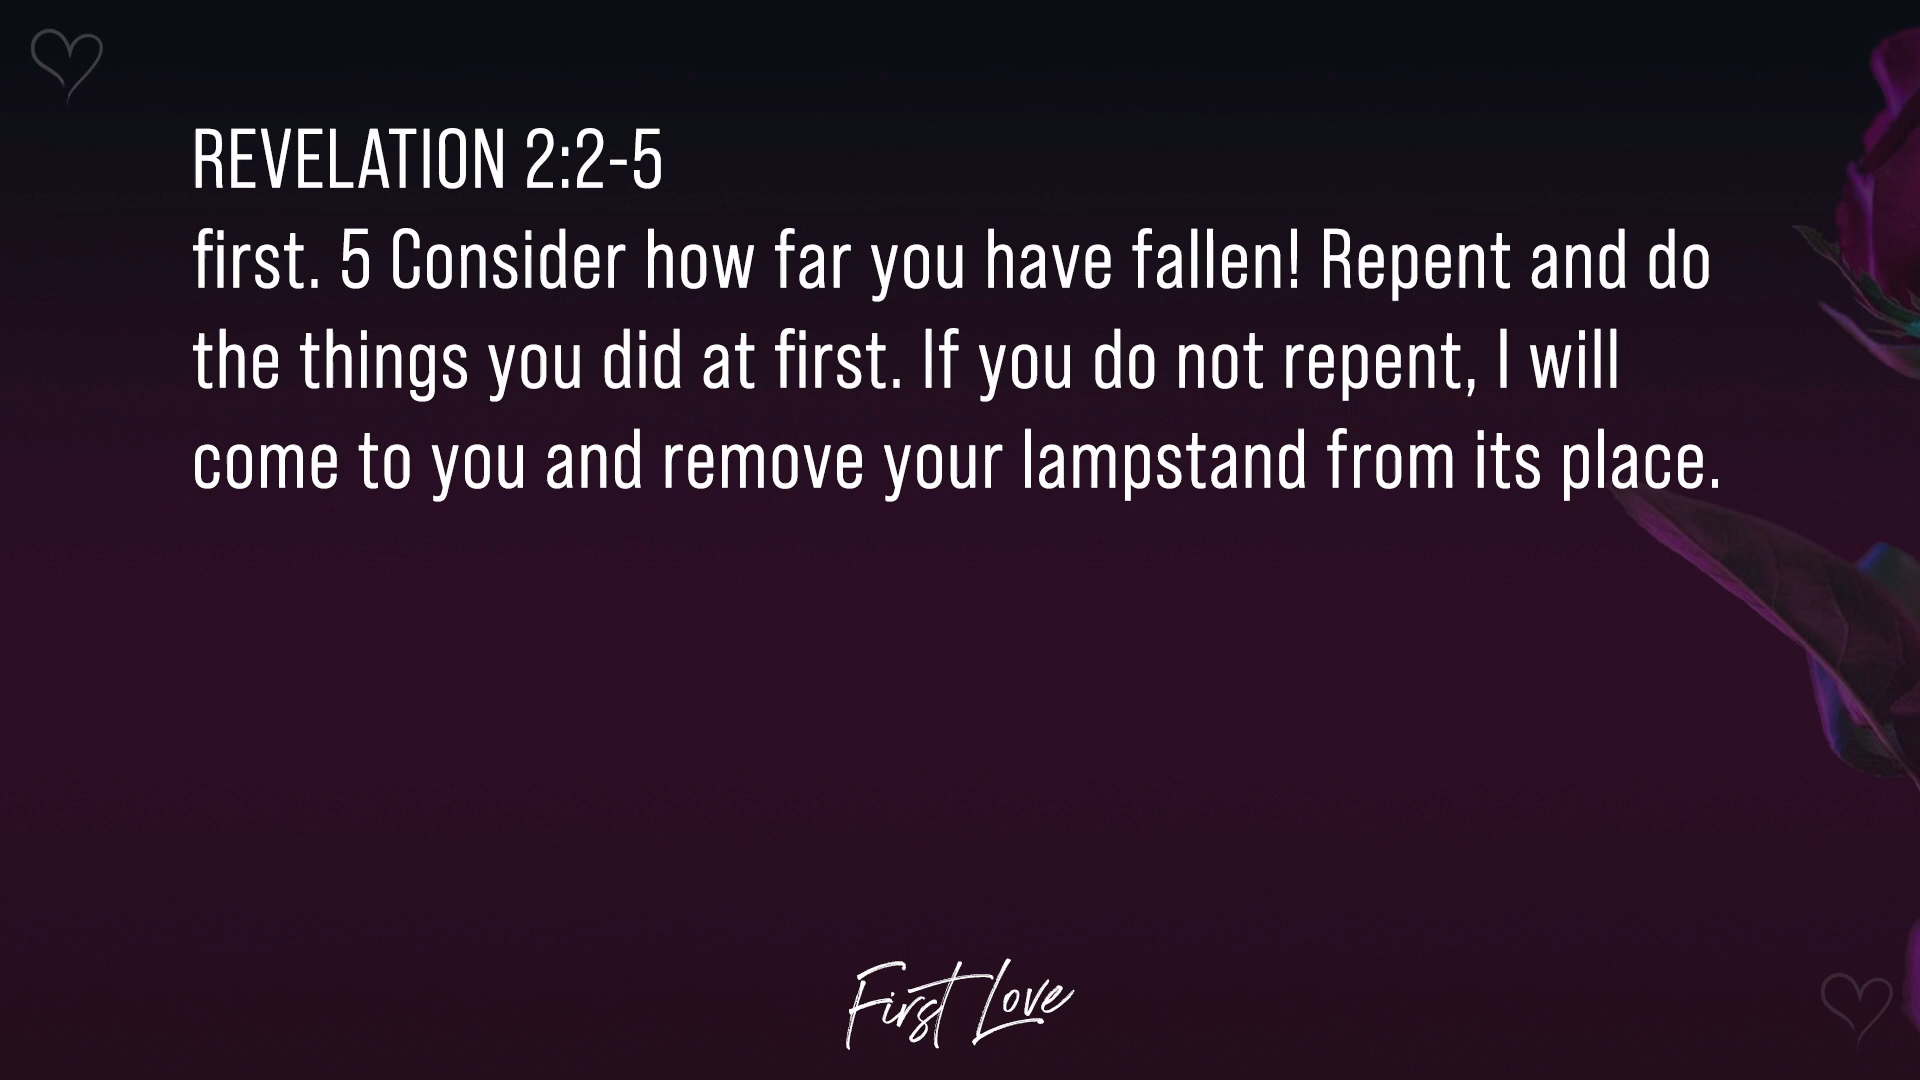 REVELATION 2:2-5
first. 5 Consider how far you have fallen! Repent and do
the things you did at first. If you do not repent, I will
come to you and remove your lampstand from its place.
First Love